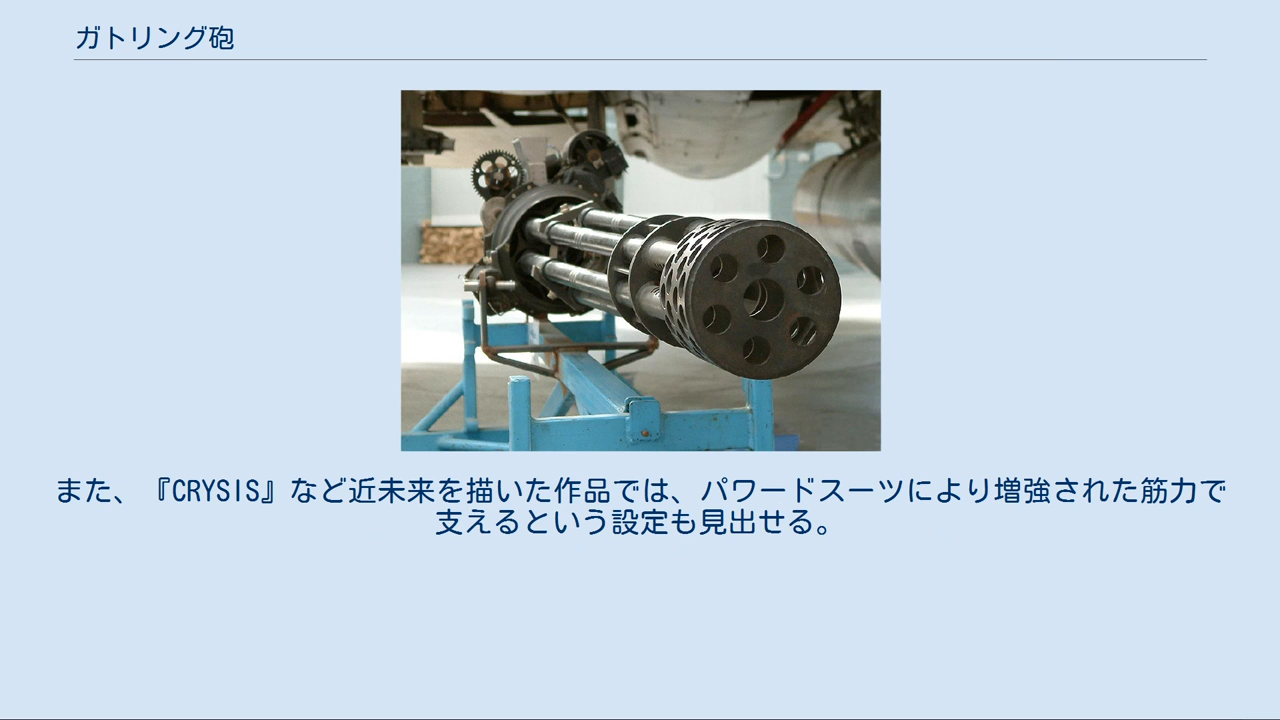 ガトリング砲
また、『CRYSIS』など近未来を描いた作品では、パワードスーツにより増強された筋力で
支えるという設定も見出せる。